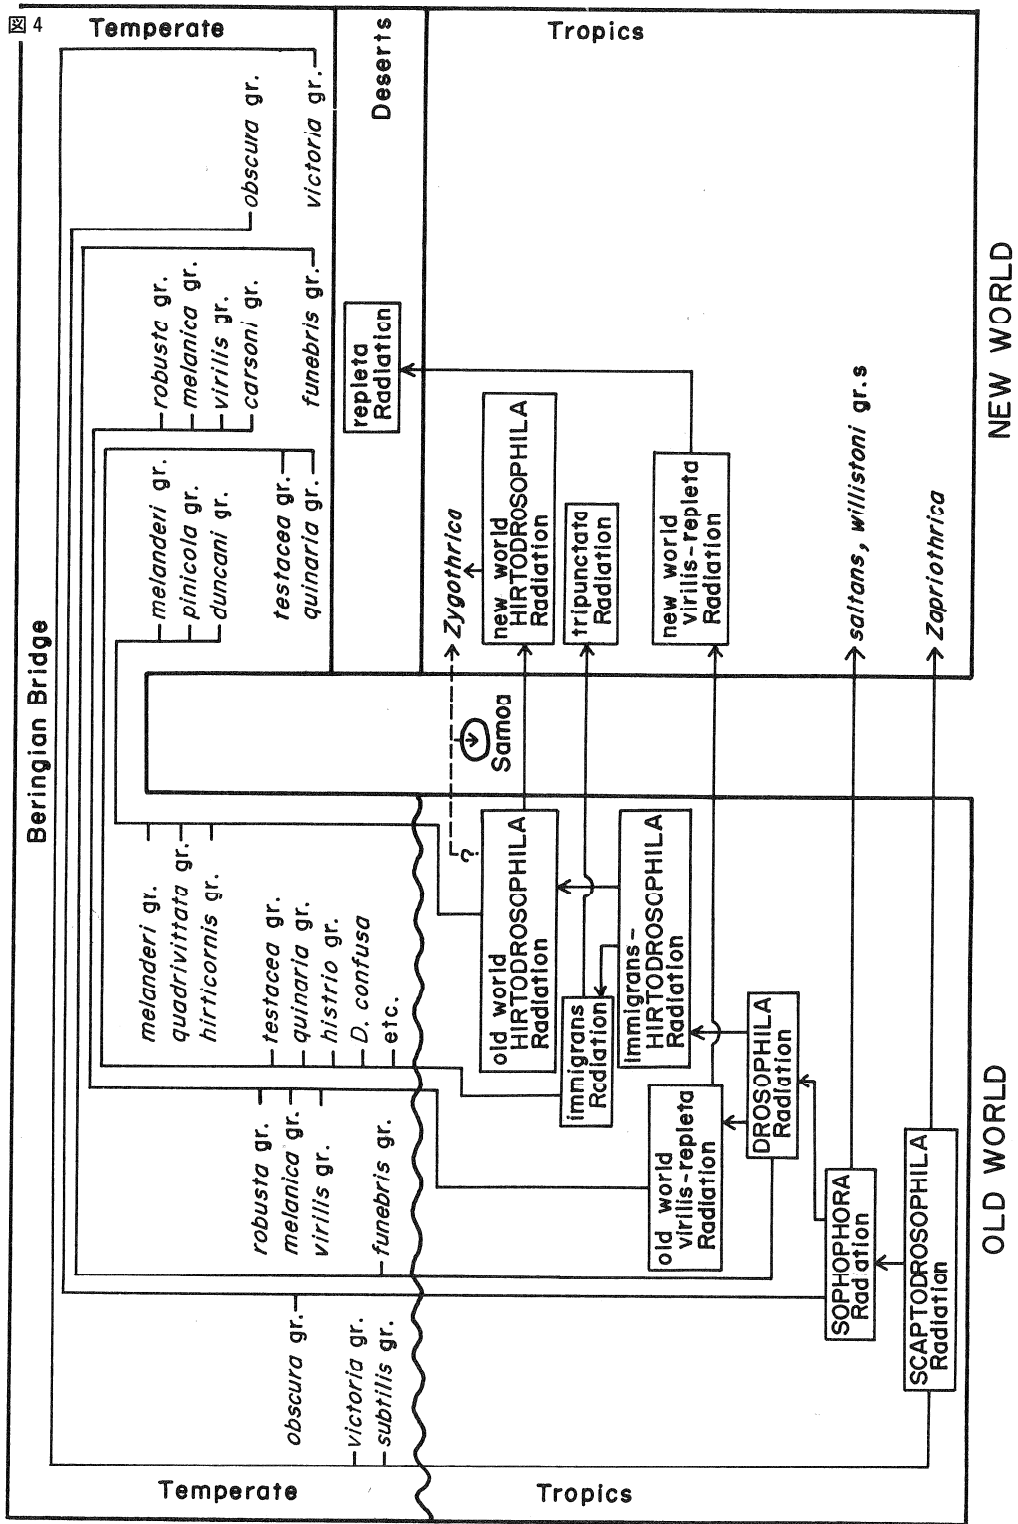 図 4
Beringian Bridge
Temperate
Temperate
Deserts
Tropics
Tropics
NEW WORLD
OLD WORLD
obscura gr.
victoria gr.
subtilis gr.
robusta gr.
melanica gr.
virilis gr.
funebris gr.
melanderi gr.
quadrivittata gr.
hirticornis gr.
testacea gr.
quinaria gr.
histrio gr.
D. confusa
etc.
melanderi gr.
pinicola gr.
duncani gr.
testacea gr.
quinaria gr.
robusta gr.
melanica gr.
virilis gr.
carsoni gr.
funebris gr.
obscura gr.
victoria gr.
repleta
Radiation
?
Samoa
Zygothrica
old world
HIRTODROSOPHILA
Radiation
new world
HIRTODROSOPHILA
Radiation
immigrans
Radiation
tripunctata
Radiation
immigrans-
HIRTODROSOPHILA
Radiation
old world
virilis-repleta
Radiation
new world
virilis-repleta
Radiation
DROSOPHILA
Radiation
SOPHOPHORA
Radiation
saltans, willistoni gr.s
SCAPTODROSOPHILA
Radiation
Zapriothrica